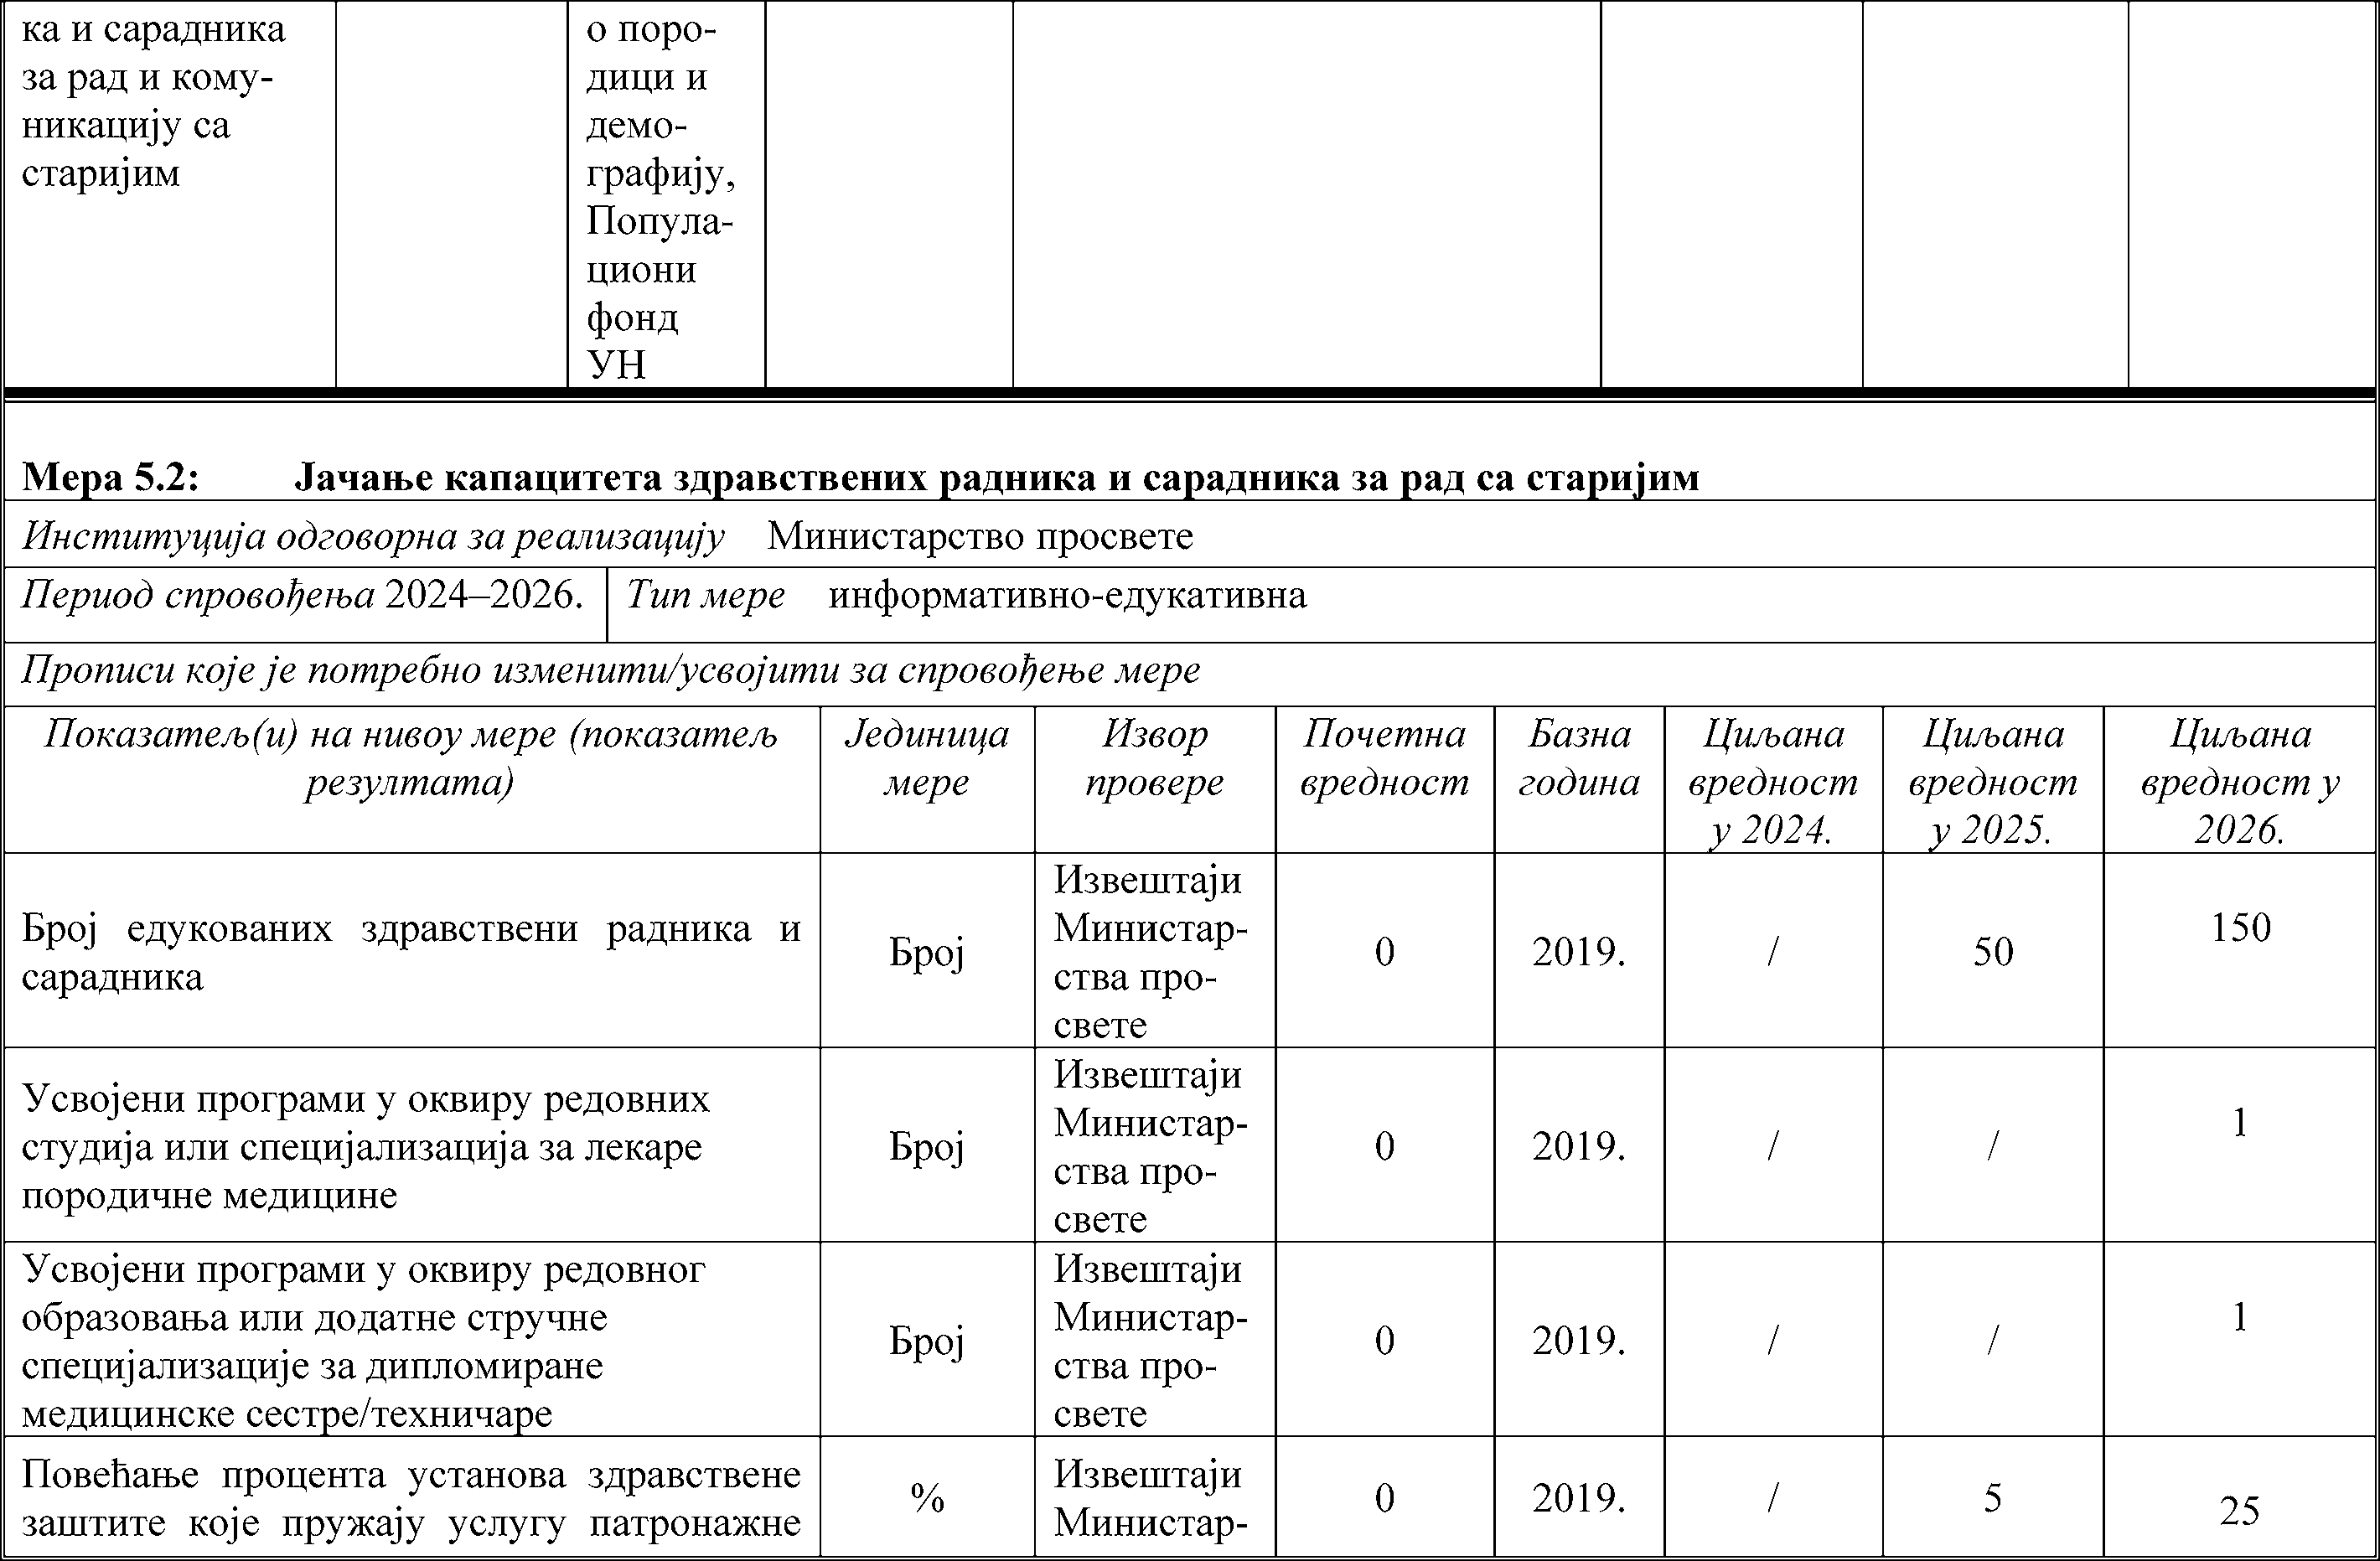 ка и сарадника
за рад и кому-
никацију са
старијим
о поро-
дици и
демо-
графију,
Популa-
циони
фонд
УН
Мера 5.2: Јачање капацитета здравствених радника и сарадника за рад са старијим
Институција одговорна за реализацију Министарство просвете
Период спровођења 2024–2026. Тип мере информативно-едукативна
Прописи које је потребно изменити/усвојити за спровођење мере
Показатељ(и) на нивоу мере (показатељ
резултата)
Јединица
мере
Извор
провере
Почетна
вредност
Базна
година
Циљана
вредност
у 2024.
Циљана
вредност
у 2025.
Циљана
вредност у
2026.
Број едукованих здравствени радника и
сарадника
Број
Извештаји
Министар-
ства про-
свете
0
2019.
/
50
150
Усвојени програми у оквиру редовних
студија или специјализација за лекаре
породичне медицине
Број
Извештаји
Министар-
ства про-
свете
0
2019.
/
/
1
Усвојени програми у оквиру редовног
образовања или додатне стручне
специјализације за дипломиране
медицинске сестре/техничаре
Број
Извештаји
Министар-
ства про-
свете
0
2019.
/
/
1
Повећање процента установа здравствене
заштите које пружају услугу патронажне
%
Извештаји
Министар-
0
2019.
/
5
25